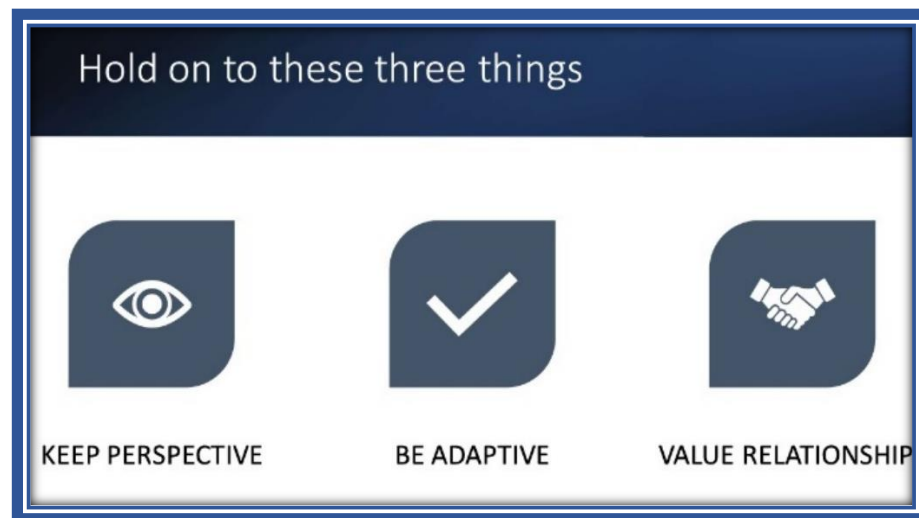 Hold on to these three things
KEEP PERSPECTIVE
BE ADAPTIVE
VALUE RELATIONSHIP